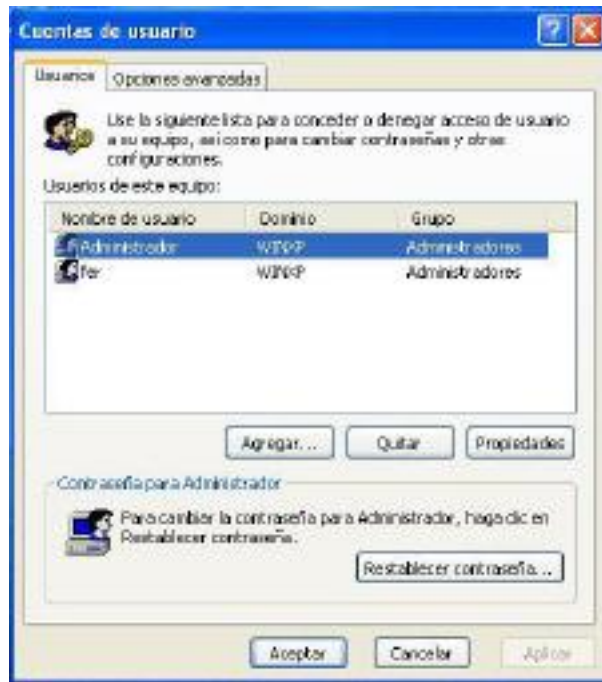 Cuentas de usuario
Usuarios
Opciones avanzadas
Use la siguiente lista para conceder o denegar acceso de usuario
a su equipo, así como para cambiar contraseñas y otras
configuraciones.
Usuarios de este equipo:
Nombre de usuario Dominio Grupo
Administrador WINXP Administradores
fer WINXP Administradores
Agregar... Quitar Propiedades
Contraseña para Administrador
Para cambiar la contraseña para Administrador, haga clic en
Restablecer contraseña.
Restablecer contraseña...
Aceptar Cancelar Aplicar